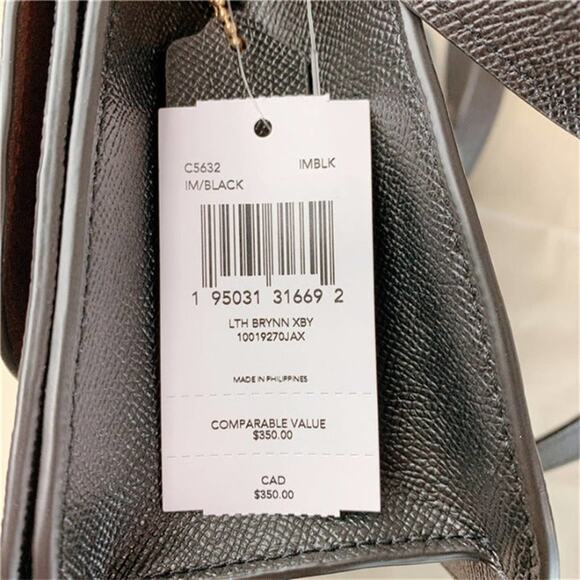 C5632 IMBLK
IM/BLACK
1 95031 31669 2
LTH BRYNN XBY
10019270JAX
MADE IN PHILIPPINES
COMPARABLE VALUE
$350.00
CAD
$350.00